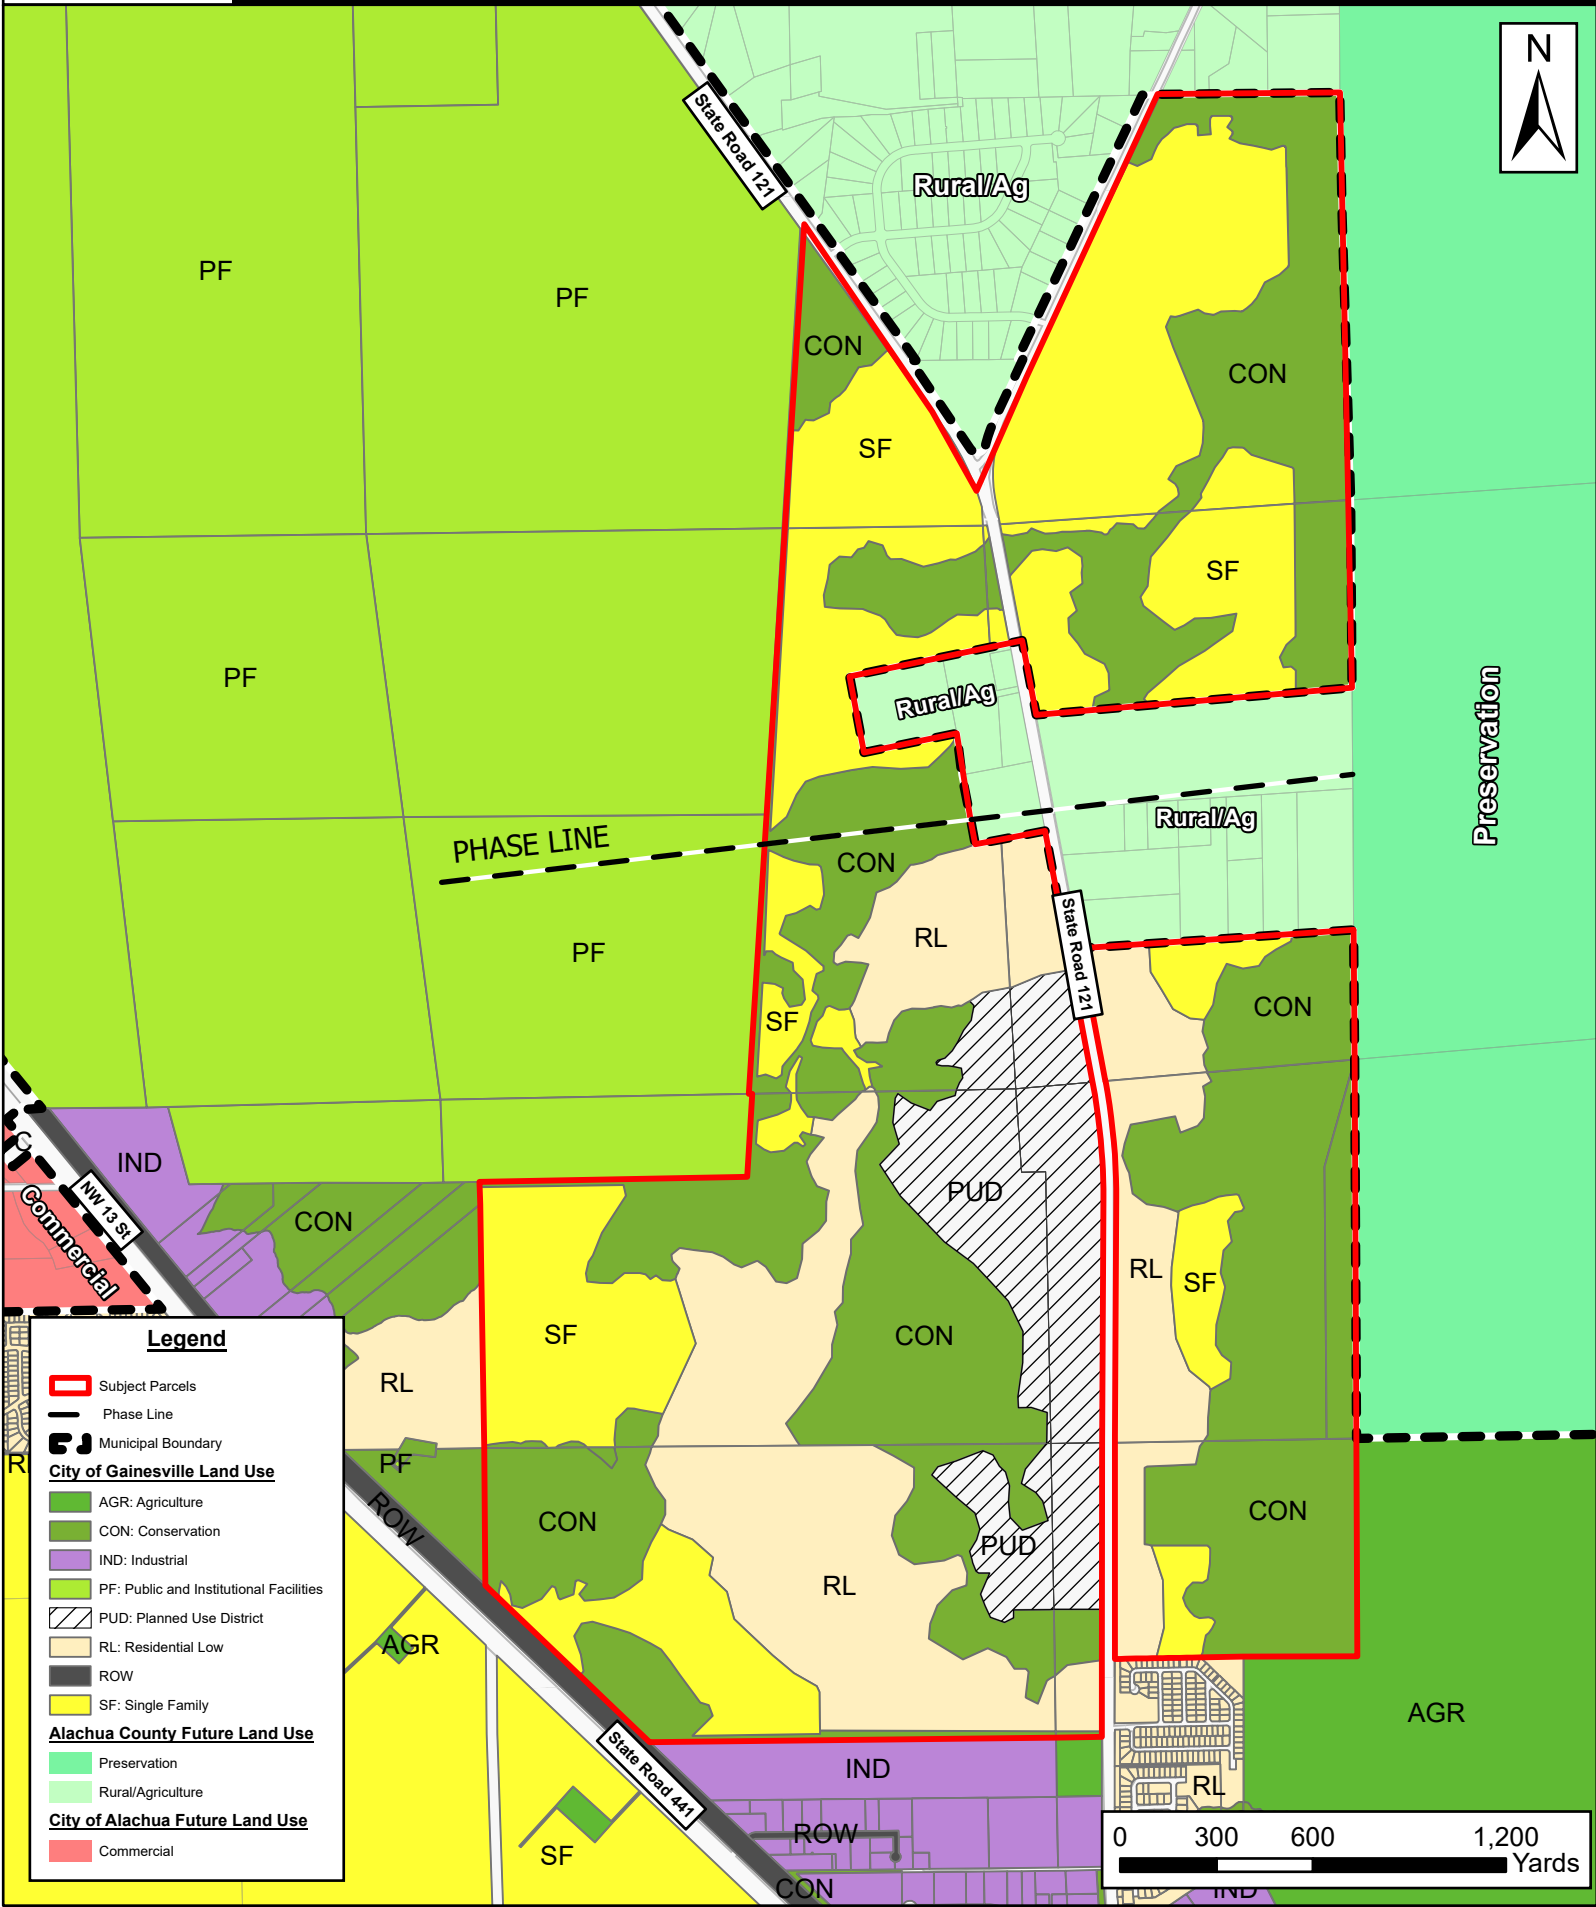 N
State Road 121
Rural/Ag
PF
PF
CON
CON
SF
SF
PF
Rural/Ag
Preservation
PHASE LINE
Rural/Ag
CON
RL
State Road 121
PF
CON
SF
C
IND
NW 13 St
Commercial
CON
PUD
RL
SF
SF
CON
RL
PF
R
ROW
CON
CON
PUD
RL
AGR
AGR
State Road 441
IND
RL
ROW
SF
CON
IND
Legend
Subject Parcels
Phase Line
Municipal Boundary
City of Gainesville Land Use
AGR: Agriculture
CON: Conservation
IND: Industrial
PF: Public and Institutional Facilities
PUD: Planned Use District
RL: Residential Low
ROW
SF: Single Family
Alachua County Future Land Use
Preservation
Rural/Agriculture
City of Alachua Future Land Use
Commercial
0 300 600 1,200
Yards